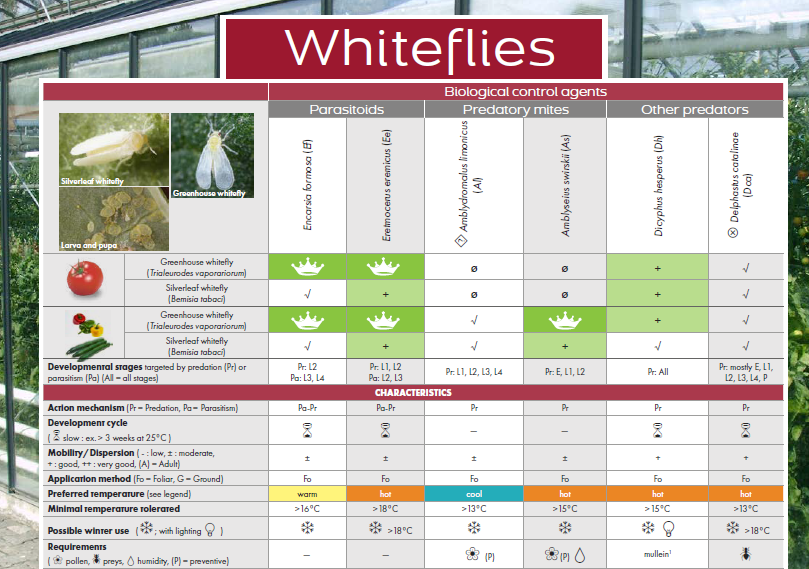 Whiteflies
Biological control agents
Parasitoids Predatory mites Other predators
Silverleaf whitefly
Greenhouse whitefly
Larva and pupa
Encarsia formosa (Ef)
Eretmocerus eremicus (Ee)
Amblydromalus limonicus
(Al)
Amblyseius swirskii (As)
Dicyphus hesperus (Dh)
Delphastus catalinae
(Dca)
Greenhouse whitefly
(Trialeurodes vaporariorum) ø ø + √
Silverleaf whitefly
(Bemisia tabaci) √ + ø ø + √
Greenhouse whitefly
(Trialeurodes vaporariorum) √ + √
Silverleaf whitefly
(Bemisia tabaci) √ + √ + √ √
Developmental stages targeted by predation (Pr) or
parasitism (Pa) (All = all stages)
Pr: L2
Pa: L3, L4
Pr: L1, L2
Pa: L2, L3
Pr: L1, L2, L3, L4
Pr: E, L1, L2
Pr: All
Pr: mostly E, L1,
L2, L3, L4, P
CHARACTERISTICS
Action mechanism (Pr = Predation, Pa = Parasitism) Pa-Pr Pa-Pr Pr Pr Pr Pr
Development cycle
( slow : ex. > 3 weeks at 25°C ) – –
Mobility/Dispersion ( - : low, ± : moderate,
+ : good, ++ : very good, (A) = Adult) ± ± ± ± + +
Application method (Fo = Foliar, G = Ground) Fo Fo Fo Fo Fo Fo
Preferred temperature (see legend) warm hot cool hot hot hot
Minimal temperature tolerated >16°C >18°C >13°C >15°C >15°C >13°C
Possible winter use ( ; with lighting ) >18°C >18°C
Requirements
( pollen, preys, humidity, (P) = preventive) – – (P) (P) mullein¹